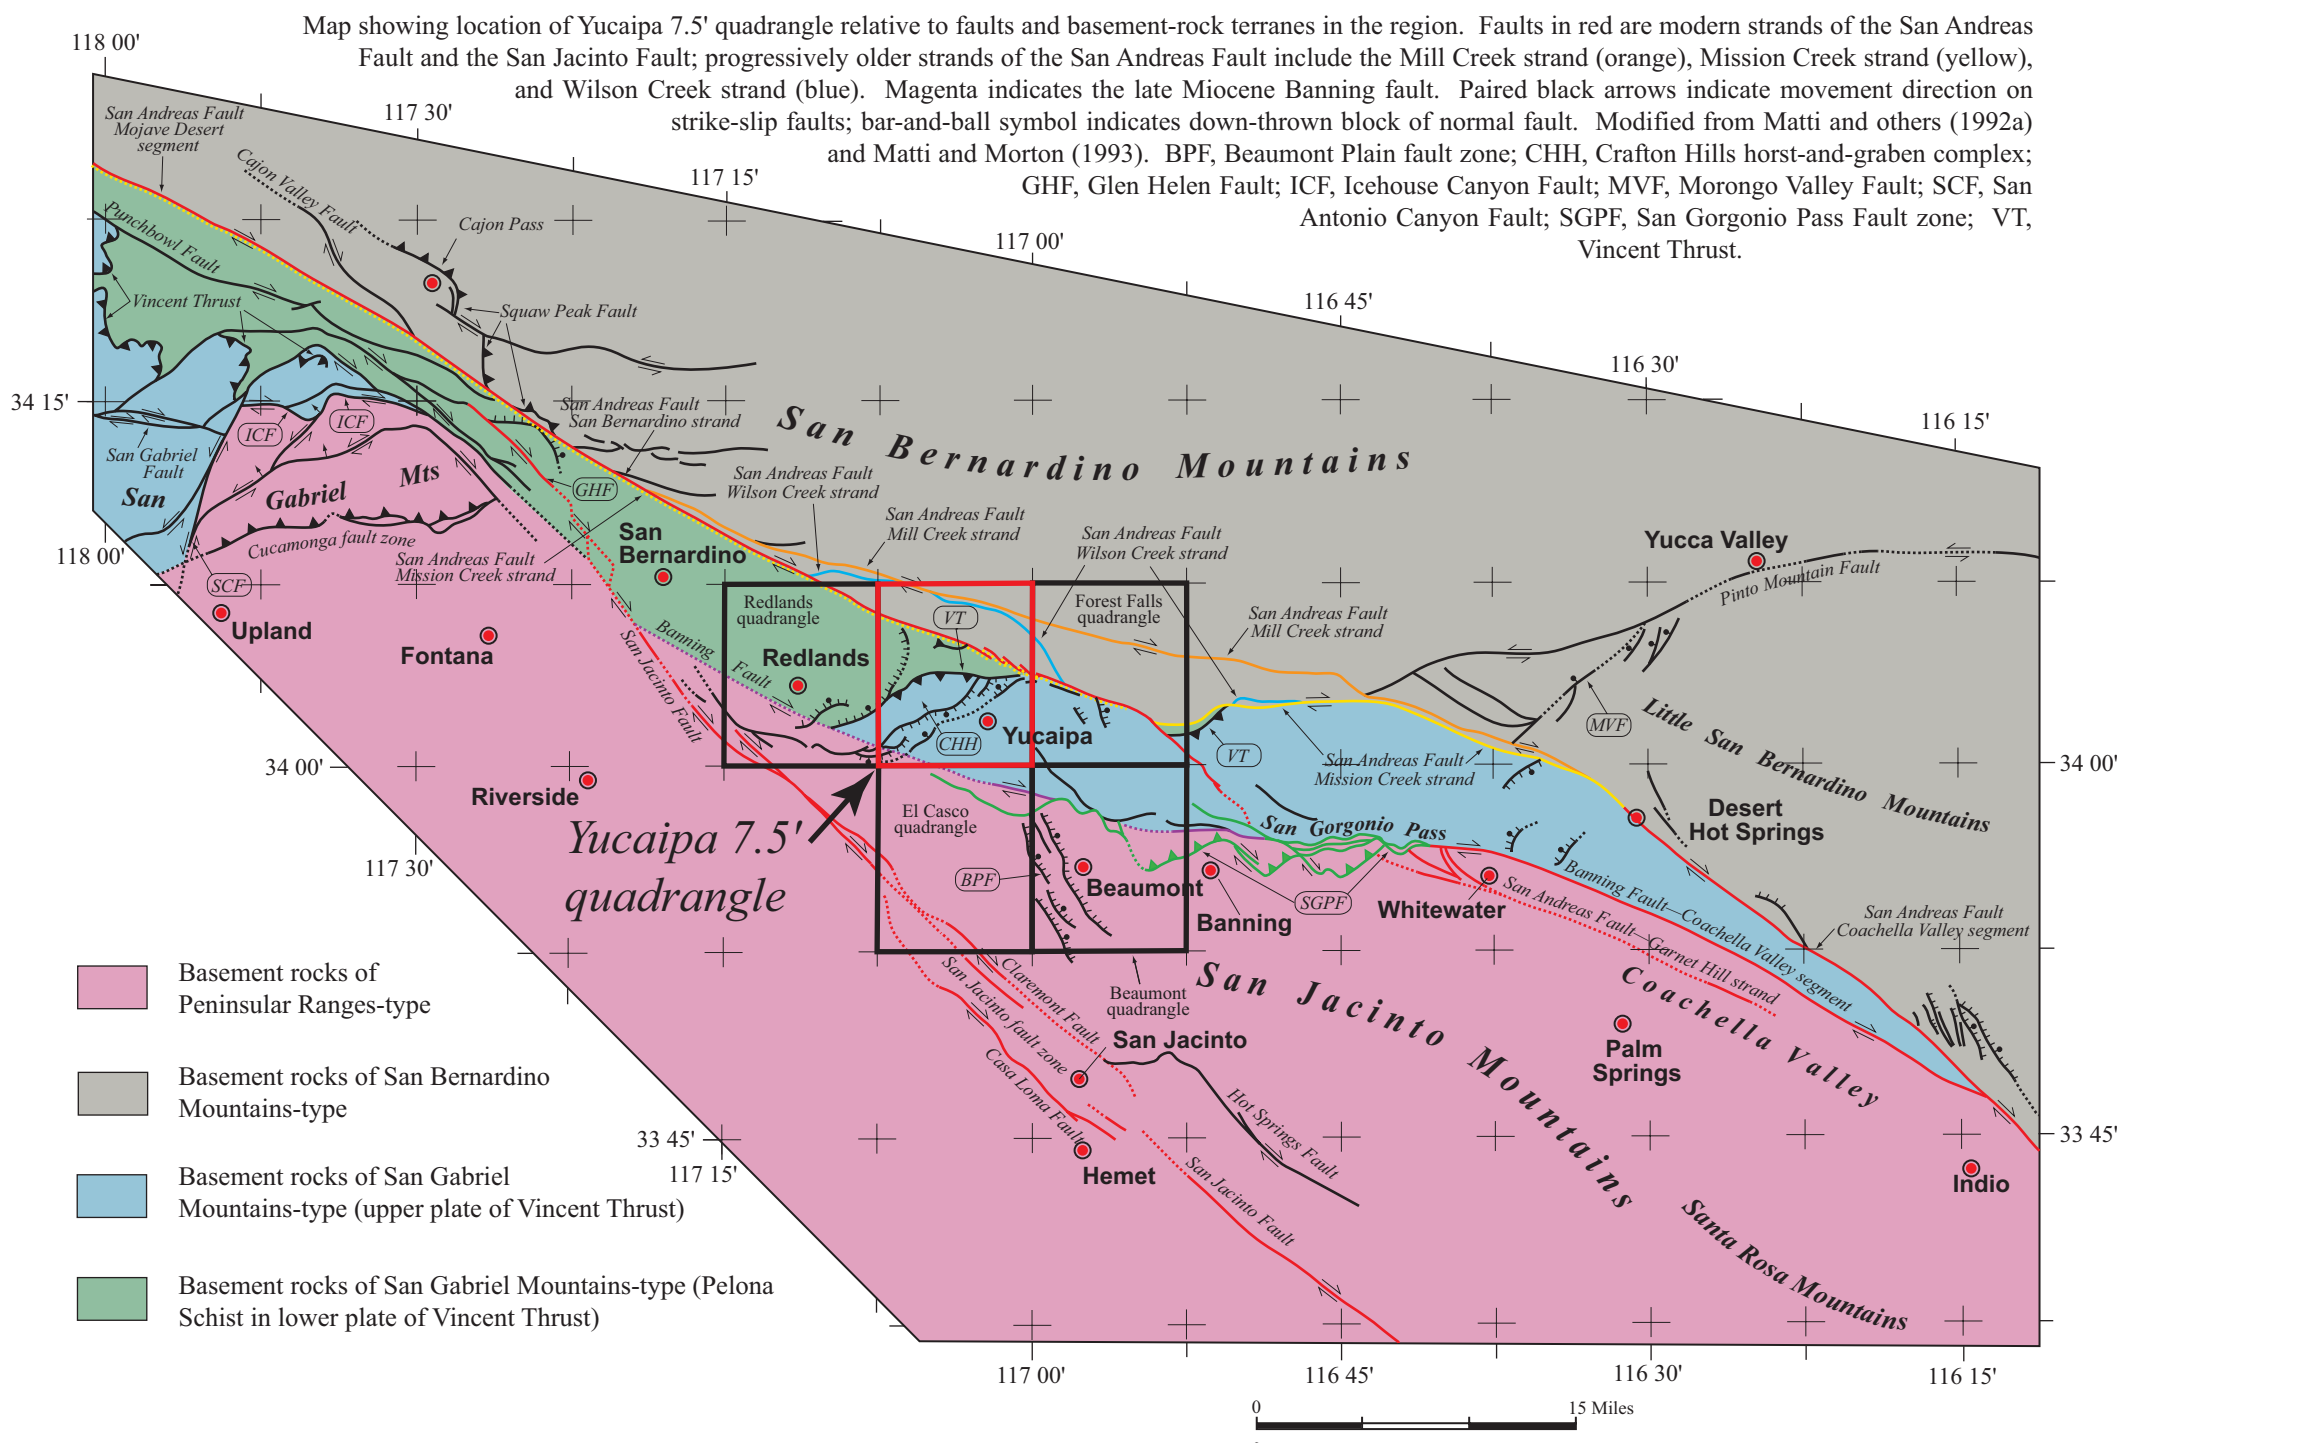 Map showing location of Yucaipa 7.5' quadrangle relative to faults and basement-rock terranes in the region.  Faults in red are modern strands of the San Andreas
Fault and the San Jacinto Fault; progressively older strands of the San Andreas Fault include the Mill Creek strand (orange), Mission Creek strand (yellow),
and Wilson Creek strand (blue).  Magenta indicates the late Miocene Banning fault.  Paired black arrows indicate movement direction on
strike-slip faults; bar-and-ball symbol indicates down-thrown block of normal fault.  Modified from Matti and others (1992a)
and Matti and Morton (1993).  BPF, Beaumont Plain fault zone; CHH, Crafton Hills horst-and-graben complex;
GHF, Glen Helen Fault; ICF, Icehouse Canyon Fault; MVF, Morongo Valley Fault; SCF, San
Antonio Canyon Fault; SGPF, San Gorgonio Pass Fault zone;  VT,
Vincent Thrust.
118 00'
117 30'
117 15'
117 00'
116 45'
116 30'
116 15'
San Andreas Fault
Mojave Desert
segment
Cajon Valley Fault
Cajon Pass
Punchbowl Fault
Vincent Thrust
Squaw Peak Fault
34 15'
San Andreas Fault
San Bernardino strand
San Bernardino Mountains
ICF
ICF
San Gabriel
Fault
San
Gabriel
Mts
GHF
San Andreas Fault
Wilson Creek strand
San Andreas Fault
Mill Creek strand
San Andreas Fault
Wilson Creek strand
Cucamonga fault zone
San Andreas Fault
Mission Creek strand
San
Bernardino
118 00'
SCF
Upland
Fontana
Yucca Valley
Pinto Mountain Fault
Redlands
quadrangle
VT
Forest Falls
quadrangle
San Andreas Fault
Mill Creek strand
Banning
Fault
Redlands
San Jacinto Fault
CHH
Yucaipa
VT
San Andreas Fault
Mission Creek strand
MVF
Little San Bernardino Mountains
34 00'
34 00'
Riverside
Yucaipa 7.5'
quadrangle
El Casco
quadrangle
San Gorgonio Pass
Desert
Hot Springs
117 30'
BPF
Beaumont
Banning
SGPF
Whitewater
Banning Fault—Coachella Valley segment
San Andreas Fault—Garnet Hill strand
San Andreas Fault
Coachella Valley segment
Basement rocks of
Peninsular Ranges-type
San Jacinto fault zone
Claremont Fault
Beaumont
quadrangle
San Jacinto Mountains
Coachella Valley
San Jacinto
Casa Loma Fault
Palm
Springs
Basement rocks of San Bernardino
Mountains-type
Hot Springs Fault
33 45'
33 45'
117 15'
Hemet
San Jacinto Fault
Indio
Basement rocks of San Gabriel
Mountains-type (upper plate of Vincent Thrust)
Santa Rosa Mountains
Basement rocks of San Gabriel Mountains-type (Pelona
Schist in lower plate of Vincent Thrust)
117 00'
116 45'
116 30'
116 15'
0
15 Miles